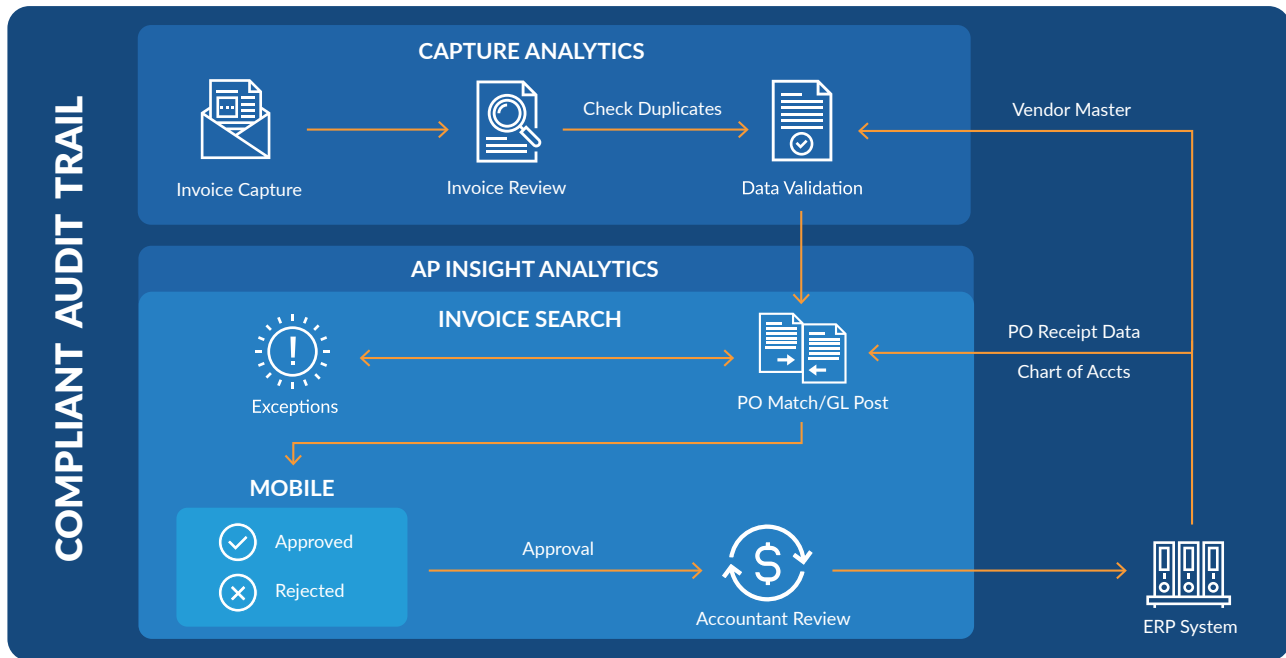 COMPLIANT AUDIT TRAIL
CAPTURE ANALYTICS
Invoice Capture
Invoice Review
Check Duplicates
Data Validation
Vendor Master
AP INSIGHT ANALYTICS
INVOICE SEARCH
Exceptions
PO Match/GL Post
PO Receipt Data
Chart of Accts
MOBILE
Approved
Rejected
Approval
Accountant Review
ERP System